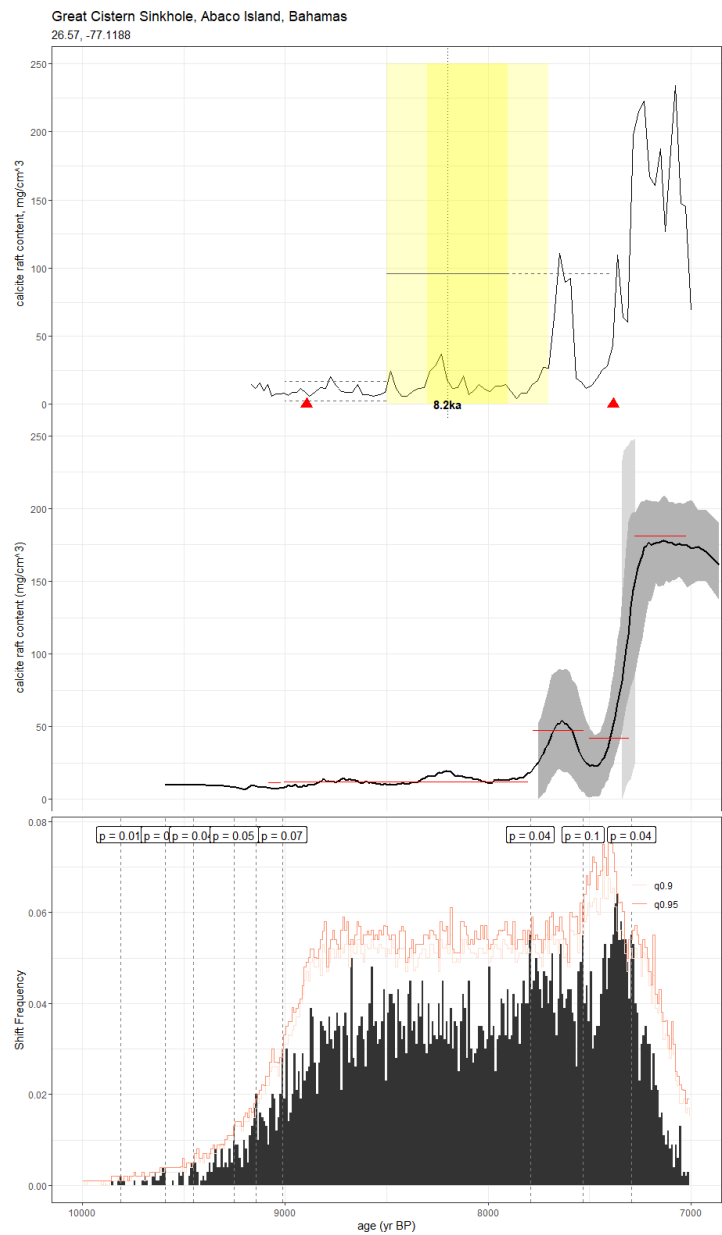 Great Cistern Sinkhole, Abaco Island, Bahamas
26.57, -77.1188
calcite raft content, mg/cm^3
250
200
150
100
50
0
8.2ka
calcite raft content (mg/cm^3)
250
200
150
100
50
0
Shift Frequency
0.08
0.06
0.04
0.02
0.00
p = 0.01
p = 0.0
p = 0.05
p = 0.07
p = 0.04
p = 0.1
p = 0.04
q0.9
q0.95
10000
9000
8000
7000
age (yr BP)